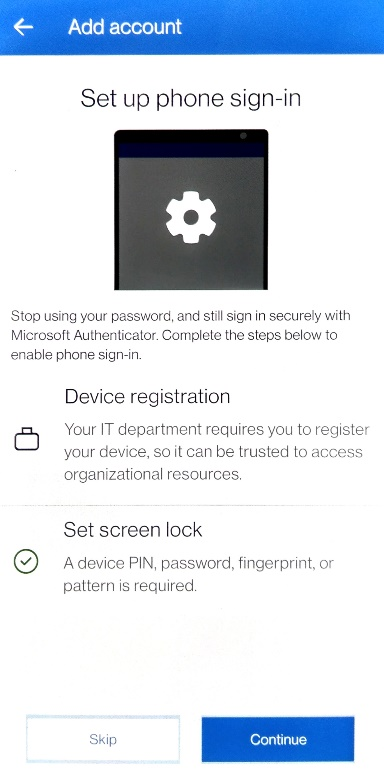 Add account
Set up phone sign-in
Stop using your password, and still sign in securely with
Microsoft Authenticator. Complete the steps below to
enable phone sign-in.
Device registration
Your IT department requires you to register
your device, so it can be trusted to access
organizational resources.
Set screen lock
A device PIN, password, fingerprint, or
pattern is required.
Skip
Continue